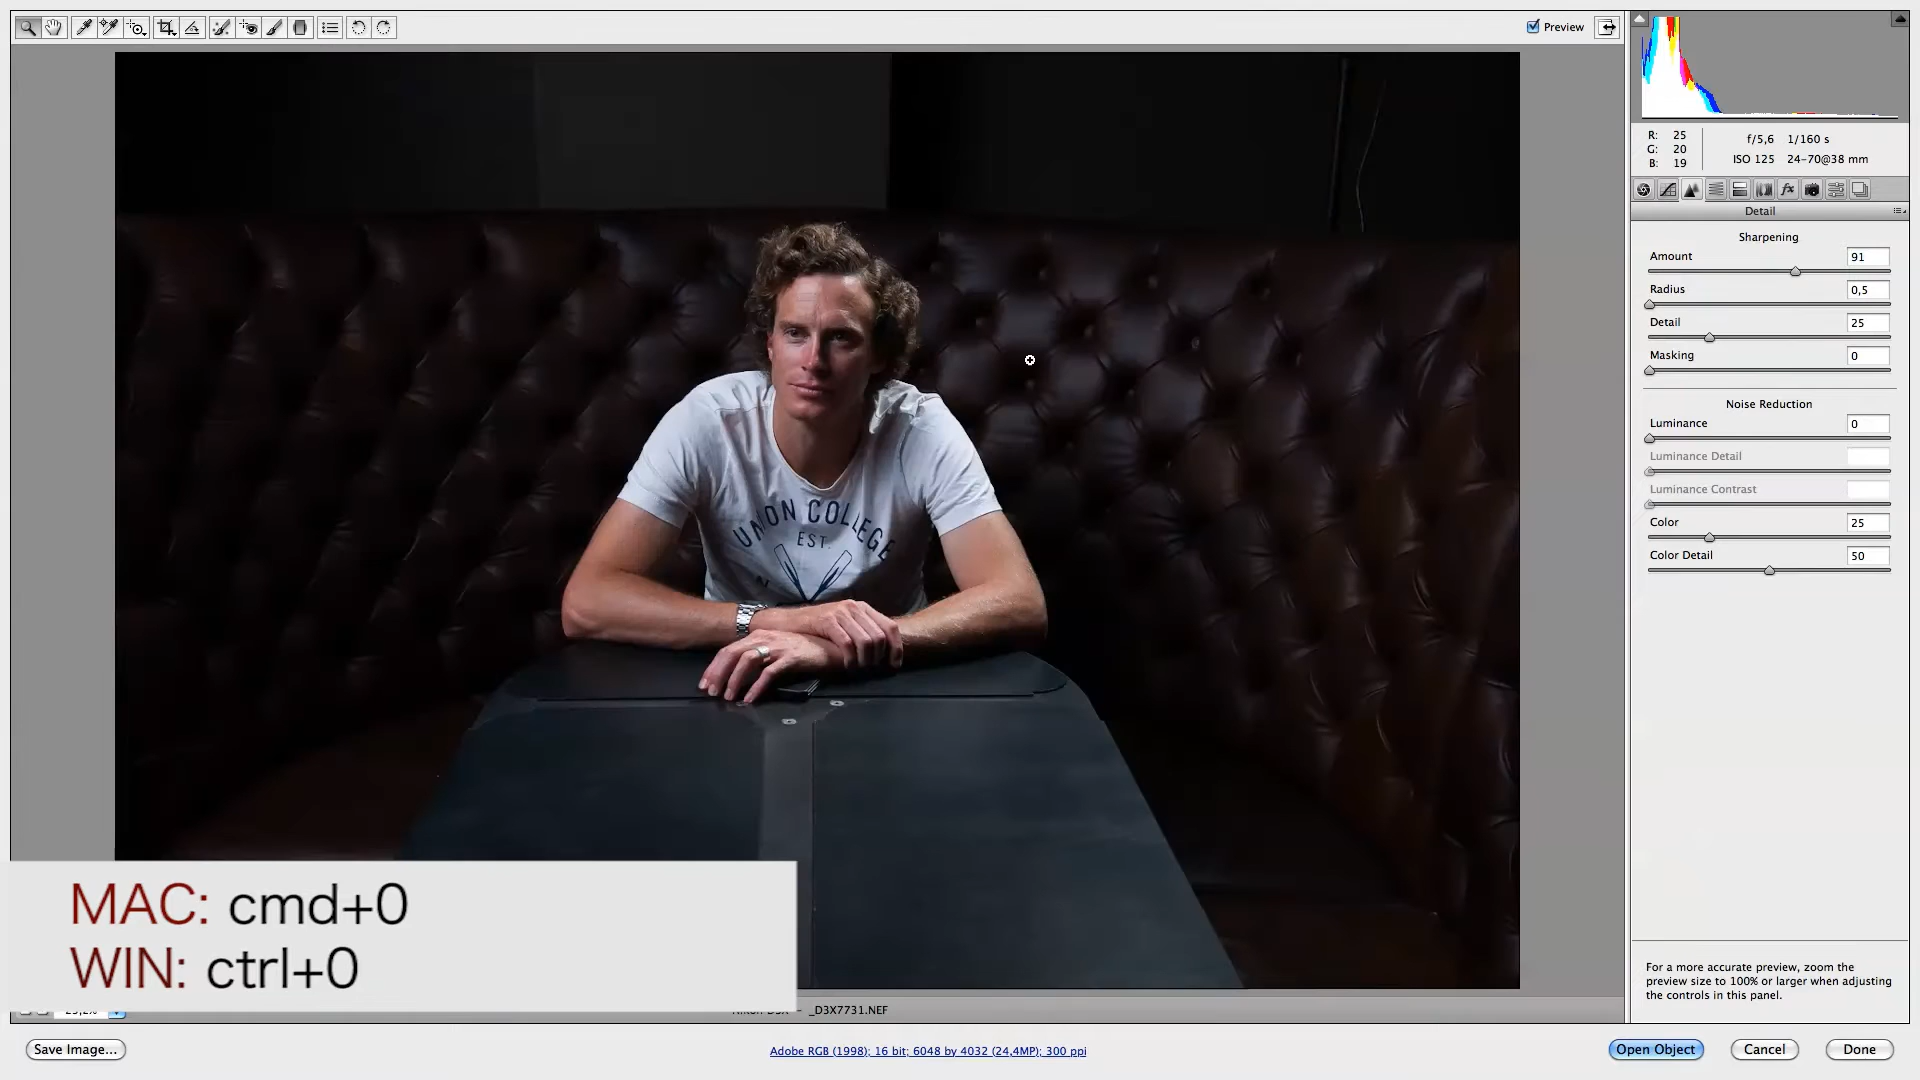 Preview
R: 25
G: 20
B: 19
f/5,6 1/160 s
ISO 125 24-70@38 mm
Detail
Sharpening
Amount 91
Radius 0,5
Detail 25
Masking 0
Noise Reduction
Luminance 0
Luminance Detail
Luminance Contrast
Color 25
Color Detail 50
UNION COLLEGE
EST.
N
MAC: cmd+0
WIN: ctrl+0
For a more accurate preview, zoom the
preview size to 100% or larger when adjusting
the controls in this panel.
Nikon D3X - _D3X7731.NEF
Save Image...
Adobe RGB (1998); 16 bit; 6048 by 4032 (24,4MP); 300 ppi
Open Object
Cancel
Done